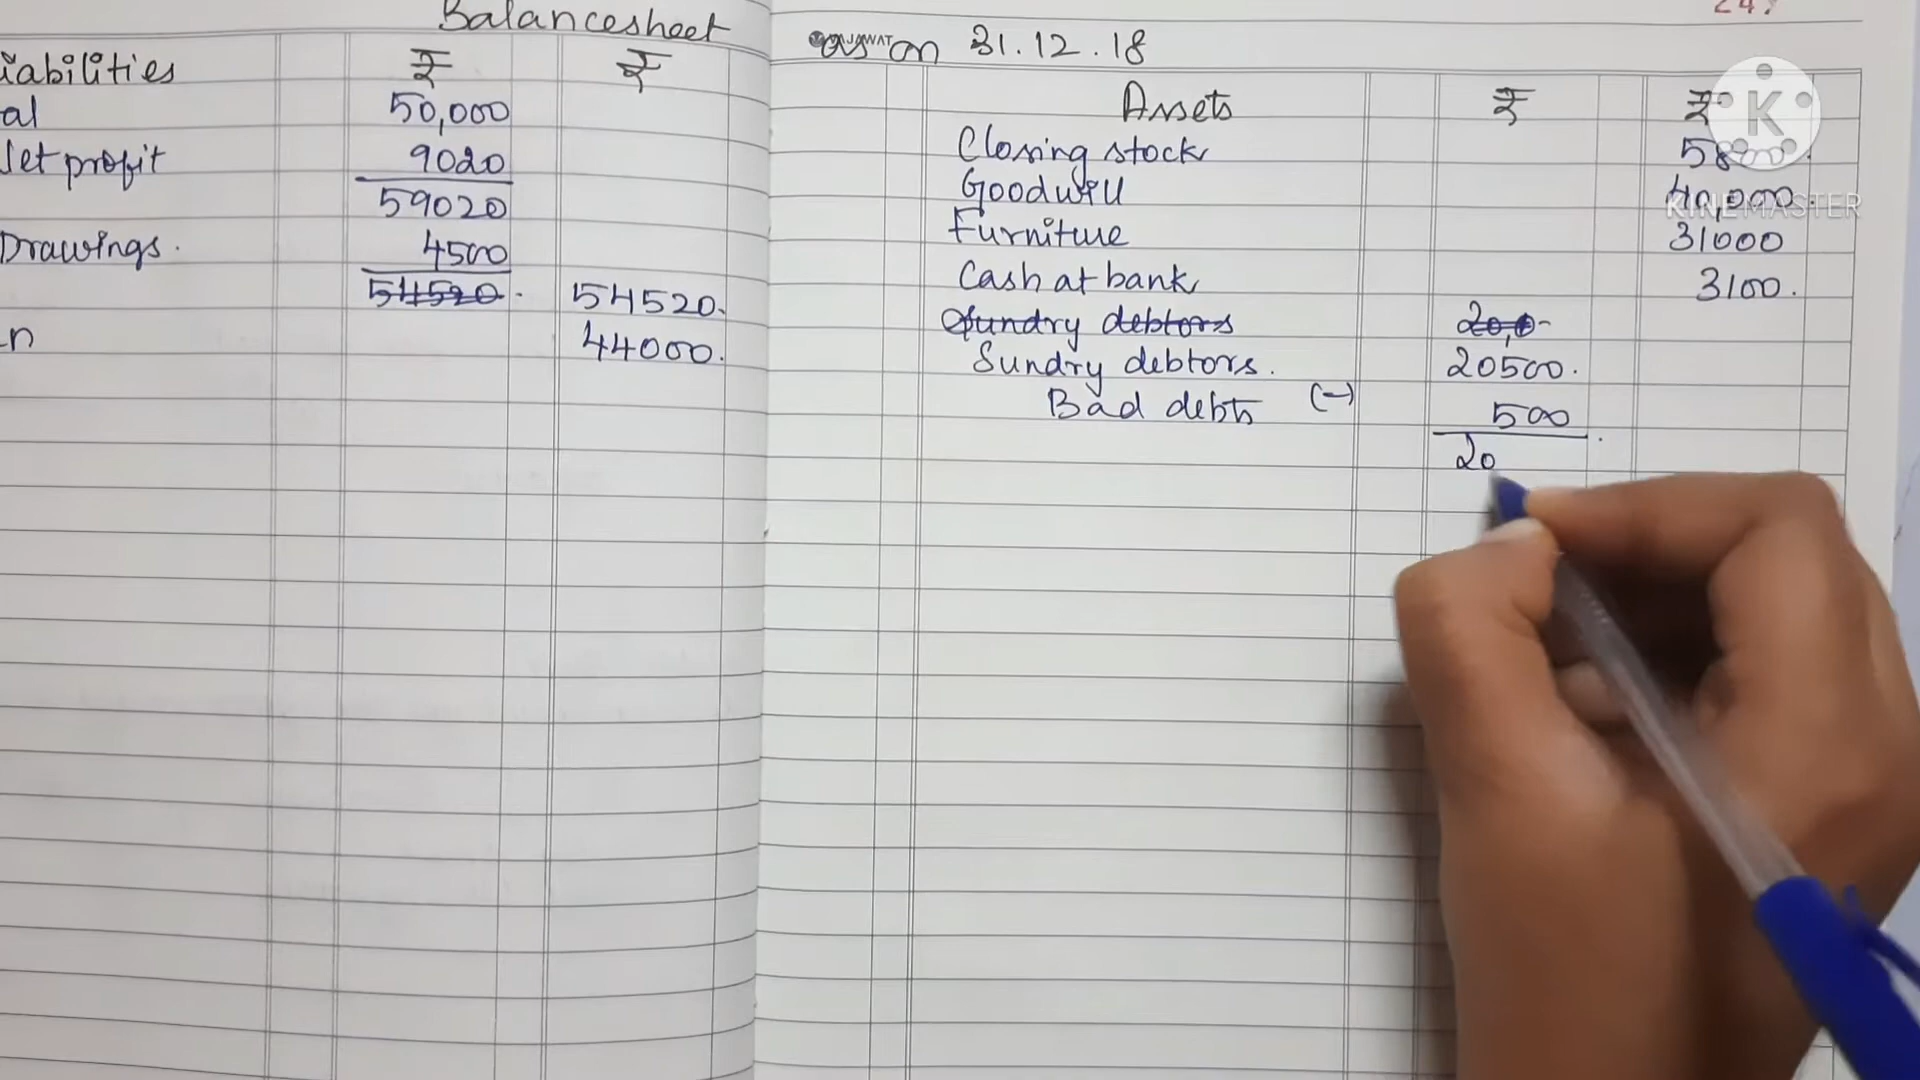 Balancesheet
iabilities ₹ ₹
al 50,000
Net profit 9020
59020
Drawings. 4500
54520. 54520.
n 44000.
as on 31.12.18
Assets ₹ ₹
Closing stock
Goodwill 40,000.
Furniture 31000
Cash at bank 3100.
Sundry debtors 20,0
Sundry debtors. 20500.
Bad debts (-) 500
20
K
KINEMASTER